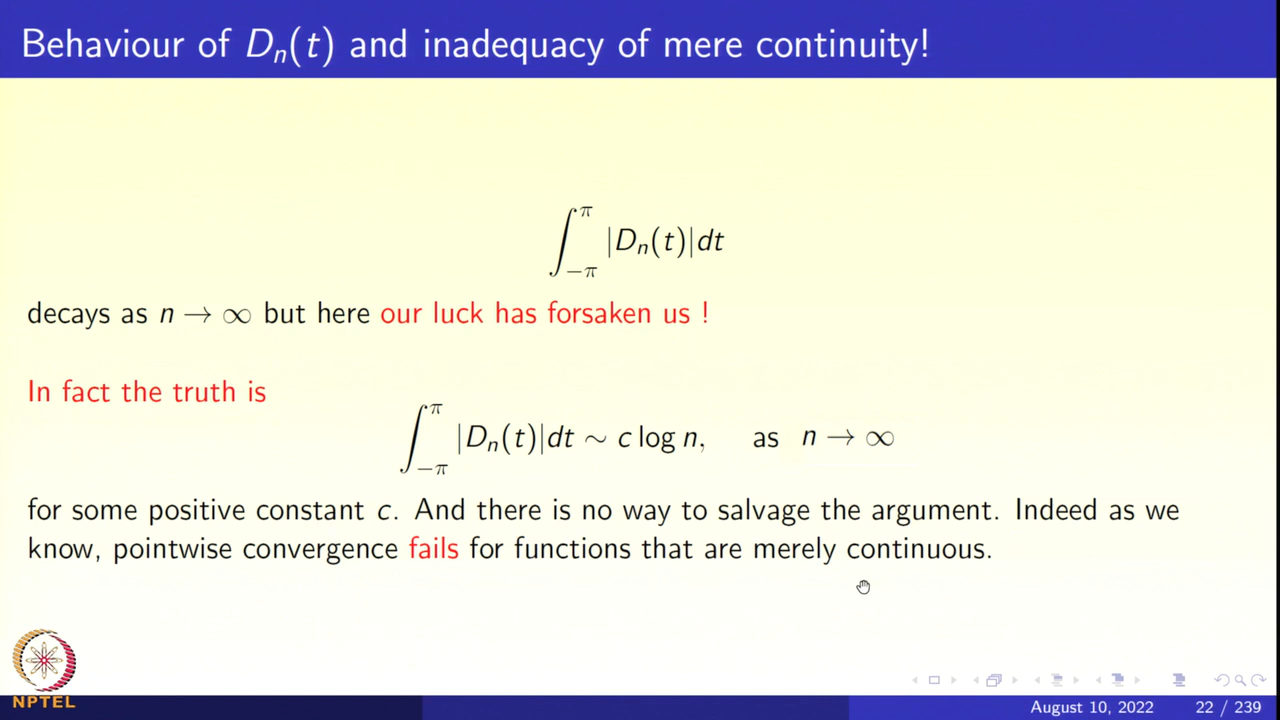 Behaviour of Dₙ(t) and inadequacy of mere continuity!
∫_{−π}^{π} |Dₙ(t)|dt
decays as n → ∞ but here our luck has forsaken us !
In fact the truth is
∫_{−π}^{π} |Dₙ(t)|dt ∼ c log n, as n → ∞
for some positive constant c. And there is no way to salvage the argument. Indeed as we
know, pointwise convergence fails for functions that are merely continuous.
NPTEL
August 10, 2022 22 / 239